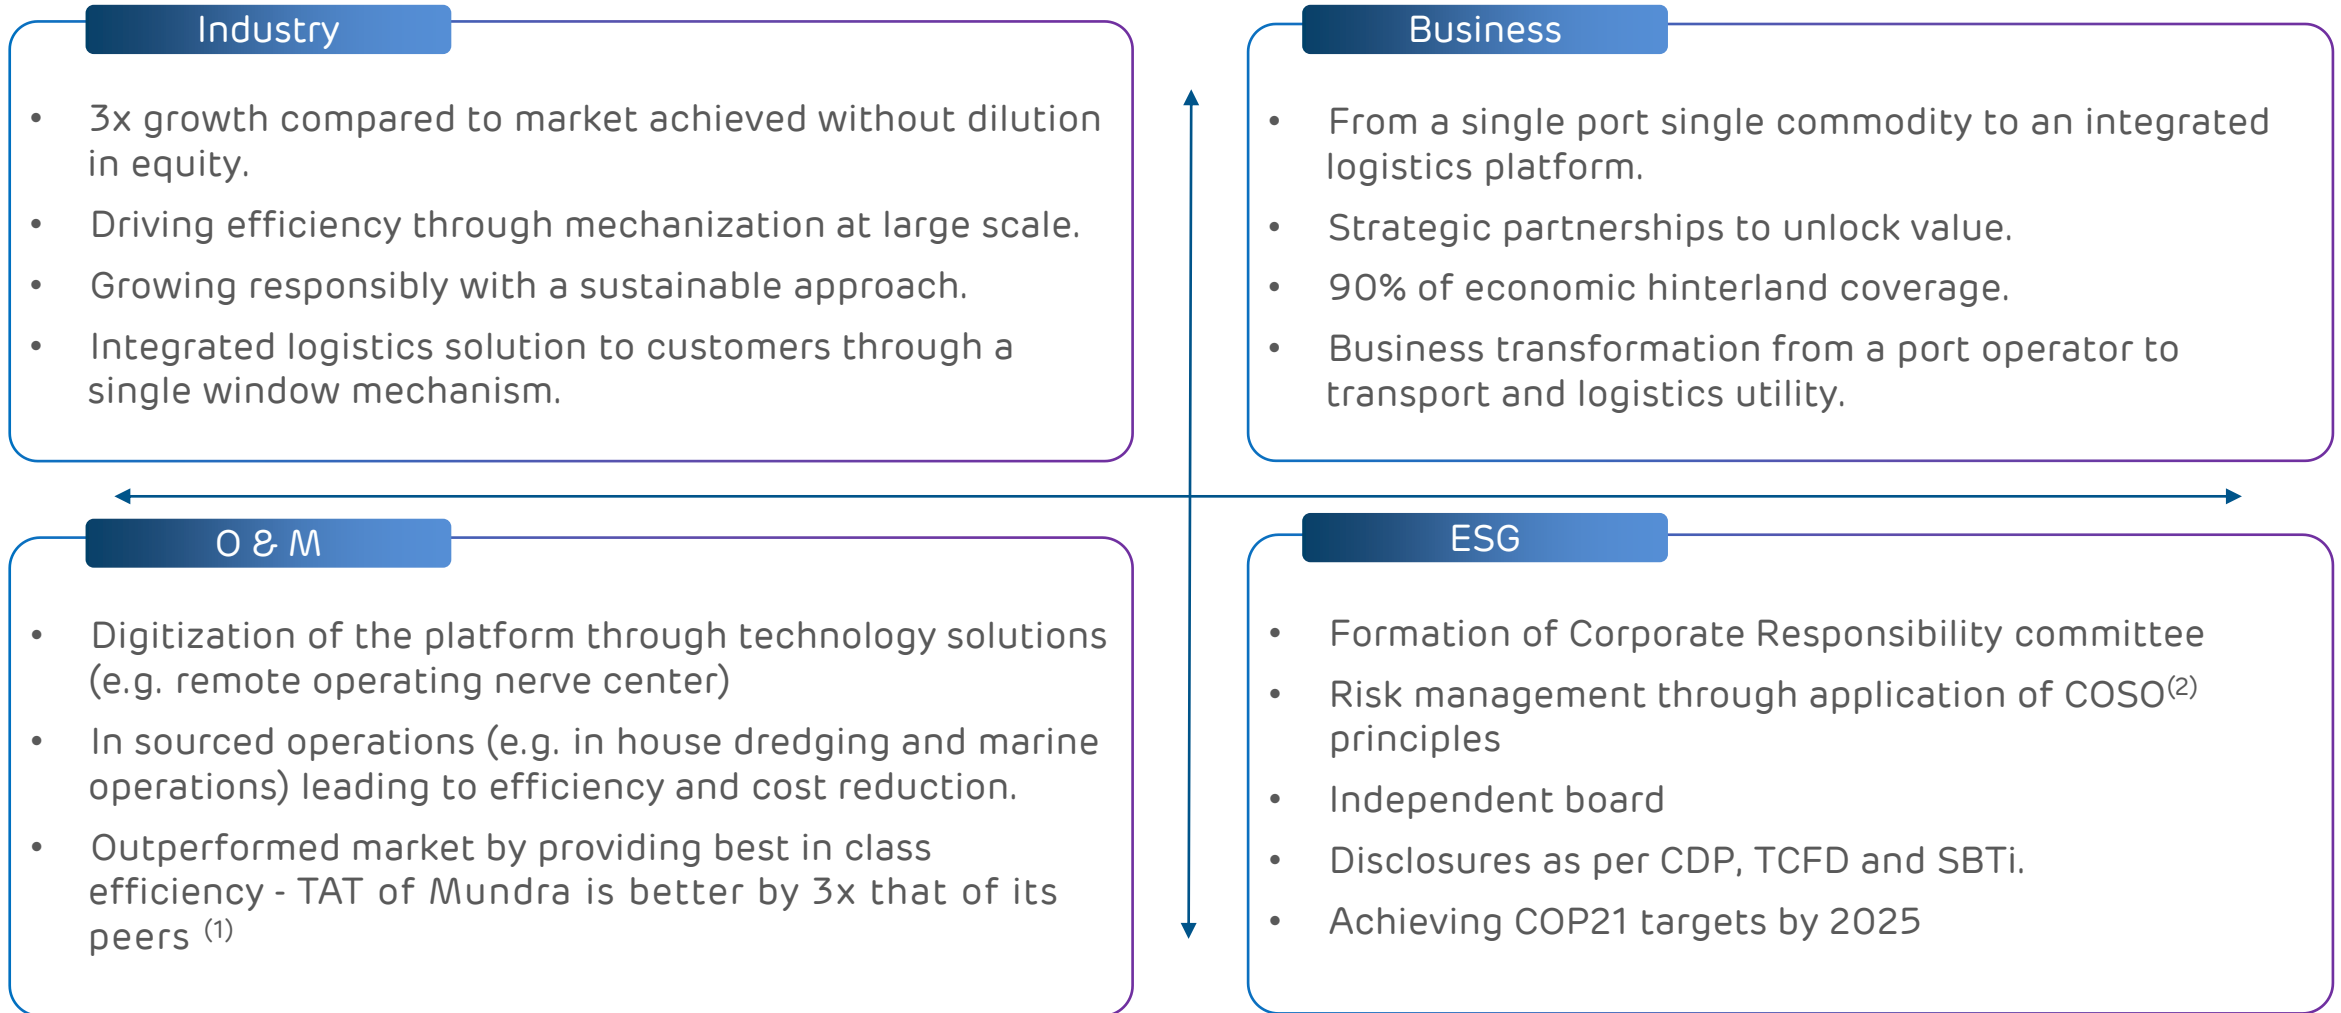 Industry
• 3x growth compared to market achieved without dilution
in equity.
• Driving efficiency through mechanization at large scale.
• Growing responsibly with a sustainable approach.
• Integrated logistics solution to customers through a
single window mechanism.
Business
• From a single port single commodity to an integrated
logistics platform.
• Strategic partnerships to unlock value.
• 90% of economic hinterland coverage.
• Business transformation from a port operator to
transport and logistics utility.
O & M
• Digitization of the platform through technology solutions
(e.g. remote operating nerve center)
• In sourced operations (e.g. in house dredging and marine
operations) leading to efficiency and cost reduction.
• Outperformed market by providing best in class
efficiency - TAT of Mundra is better by 3x that of its
peers (1)
ESG
• Formation of Corporate Responsibility committee
• Risk management through application of COSO(2)
principles
• Independent board
• Disclosures as per CDP, TCFD and SBTi.
• Achieving COP21 targets by 2025